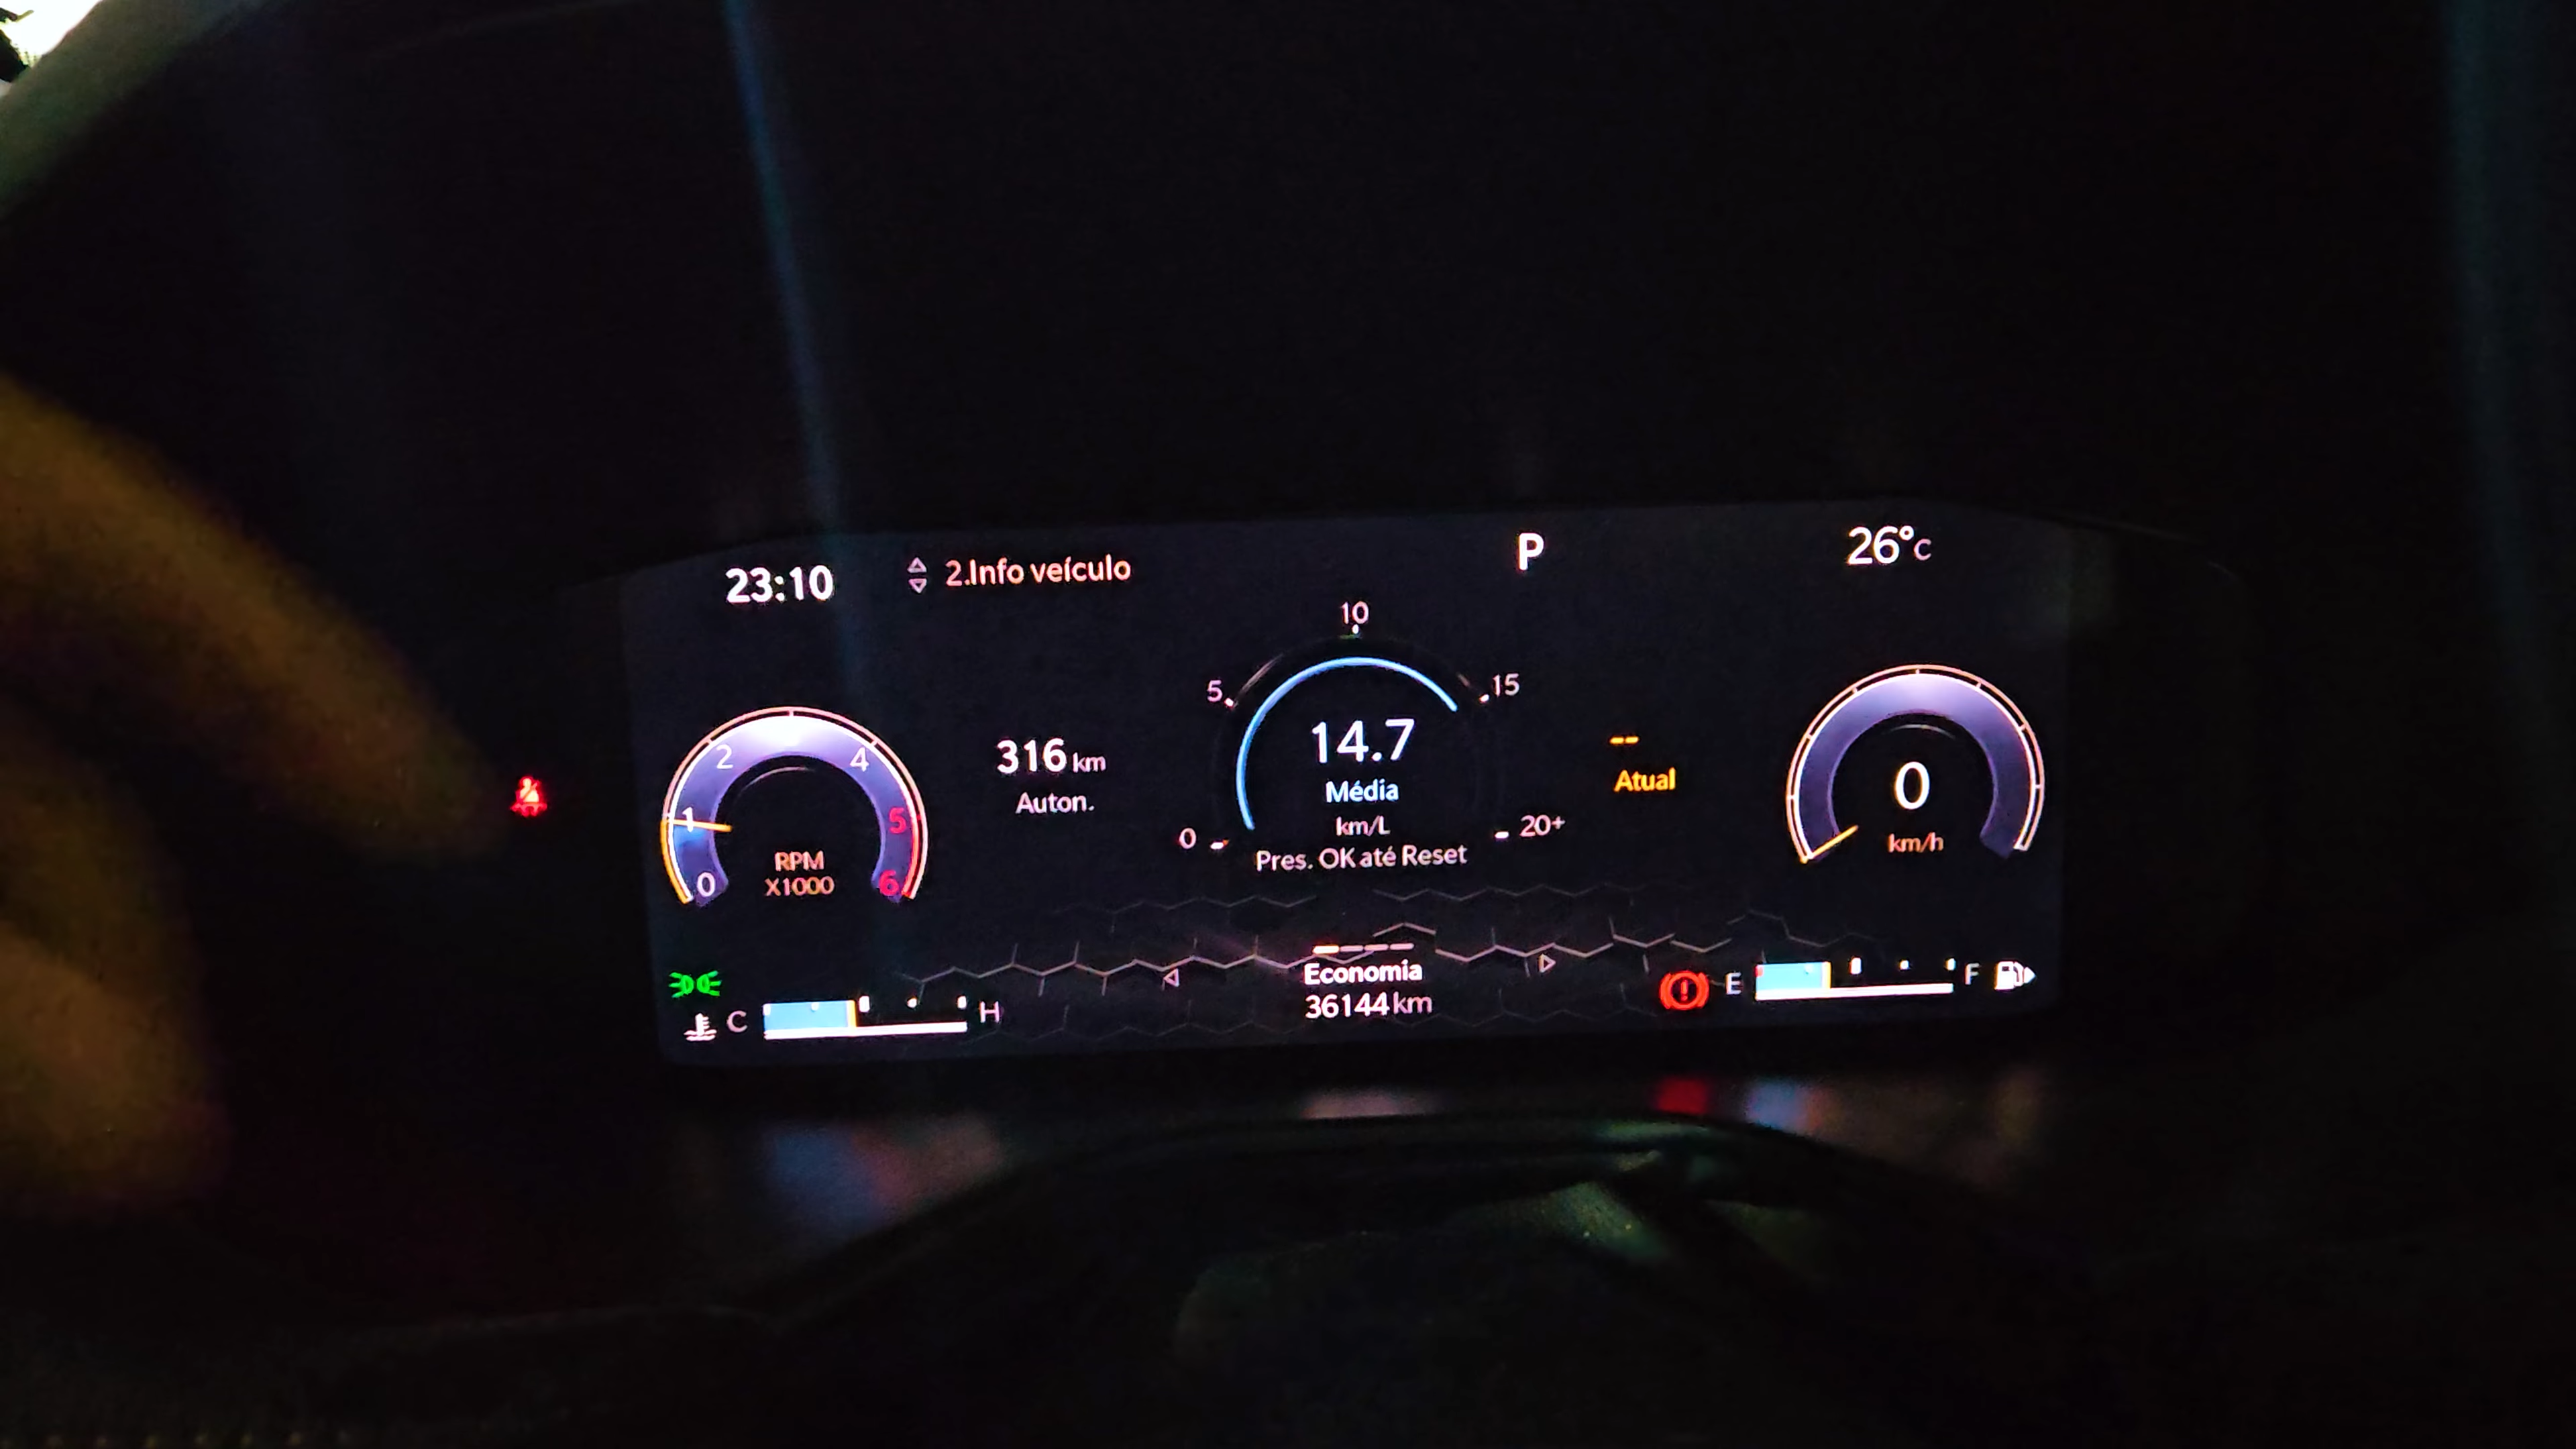 23:10
2.Info veículo
P
26°C
10
5
15
0
20+
14.7
Média
km/L
Pres. OK até Reset
316 km
Auton.
--
Atual
0
1
2
4
5
6
RPM
X1000
0
km/h
C
H
Economia
36144 km
E
F